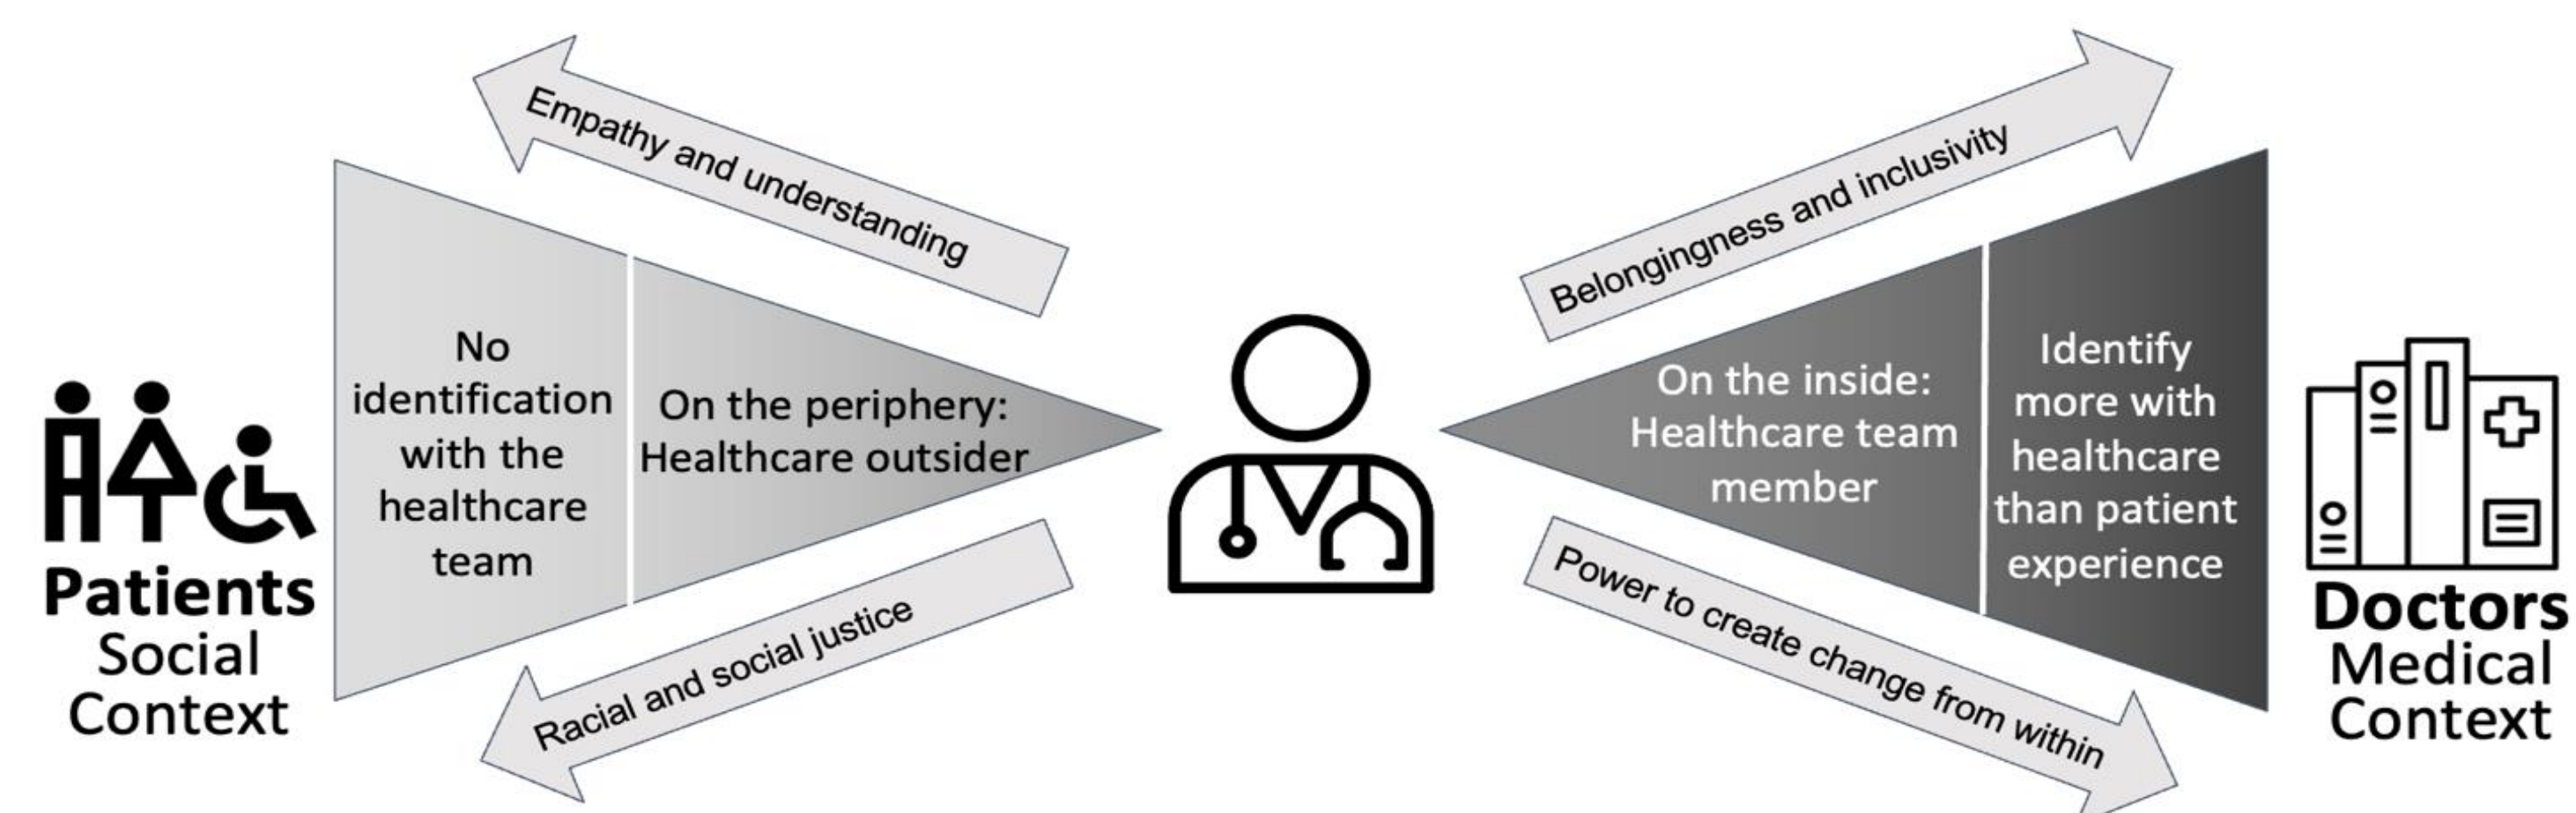 Empathy and understanding
Belongingness and inclusivity
No
identification
with the
healthcare
team
On the periphery:
Healthcare outsider
On the inside:
Healthcare team
member
Identify
more with
healthcare
than patient
experience
Patients
Social
Context
Doctors
Medical
Context
Racial and social justice
Power to create change from within